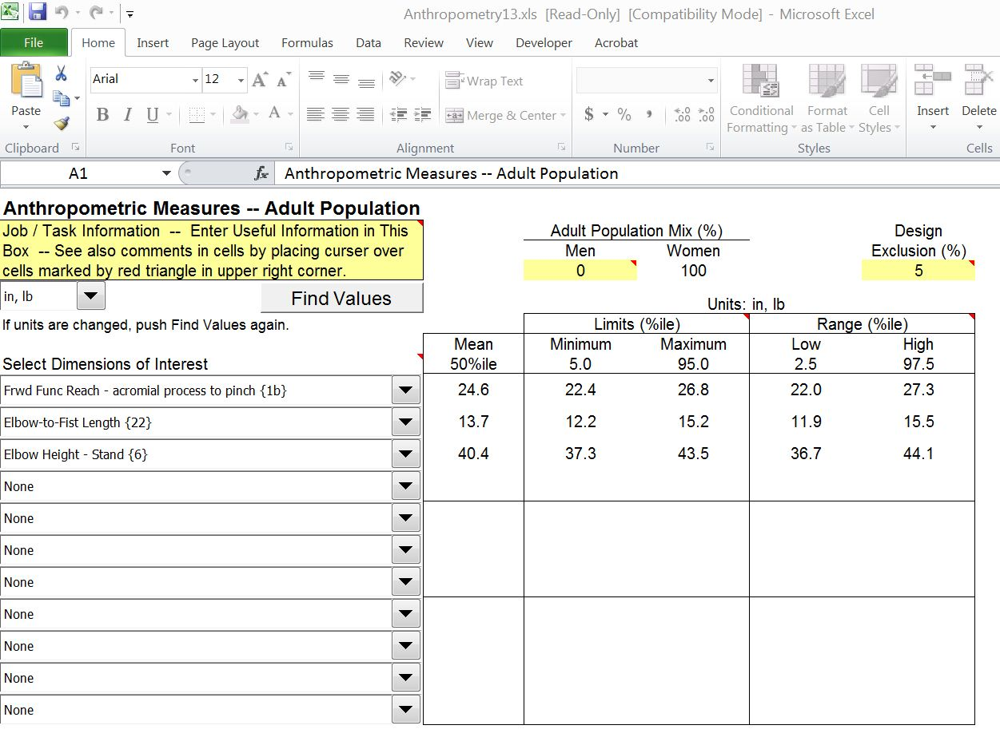 Anthropometry13.xls [Read-Only] [Compatibility Mode] - Microsoft Excel
File Home Insert Page Layout Formulas Data Review View Developer Acrobat
Arial 12 A A Wrap Text
Paste B I U A Merge & Center $ % , .00 .00 Conditional Formatting Format as Table Cell Styles Insert Delete
Clipboard Font Alignment Number Styles Cells
A1 fx Anthropometric Measures -- Adult Population
Anthropometric Measures -- Adult Population
Job / Task Information -- Enter Useful Information in This
Box -- See also comments in cells by placing curser over
cells marked by red triangle in upper right corner.
Adult Population Mix (%) Design
Men Women Exclusion (%)
0 100 5
in, lb Find Values
Units: in, lb
If units are changed, push Find Values again. Limits (%ile) Range (%ile)
Mean Minimum Maximum Low High
Select Dimensions of Interest 50%ile 5.0 95.0 2.5 97.5
Frwd Func Reach - acromial process to pinch {1b} 24.6 22.4 26.8 22.0 27.3
Elbow-to-Fist Length {22} 13.7 12.2 15.2 11.9 15.5
Elbow Height - Stand {6} 40.4 37.3 43.5 36.7 44.1
None
None
None
None
None
None
None
None